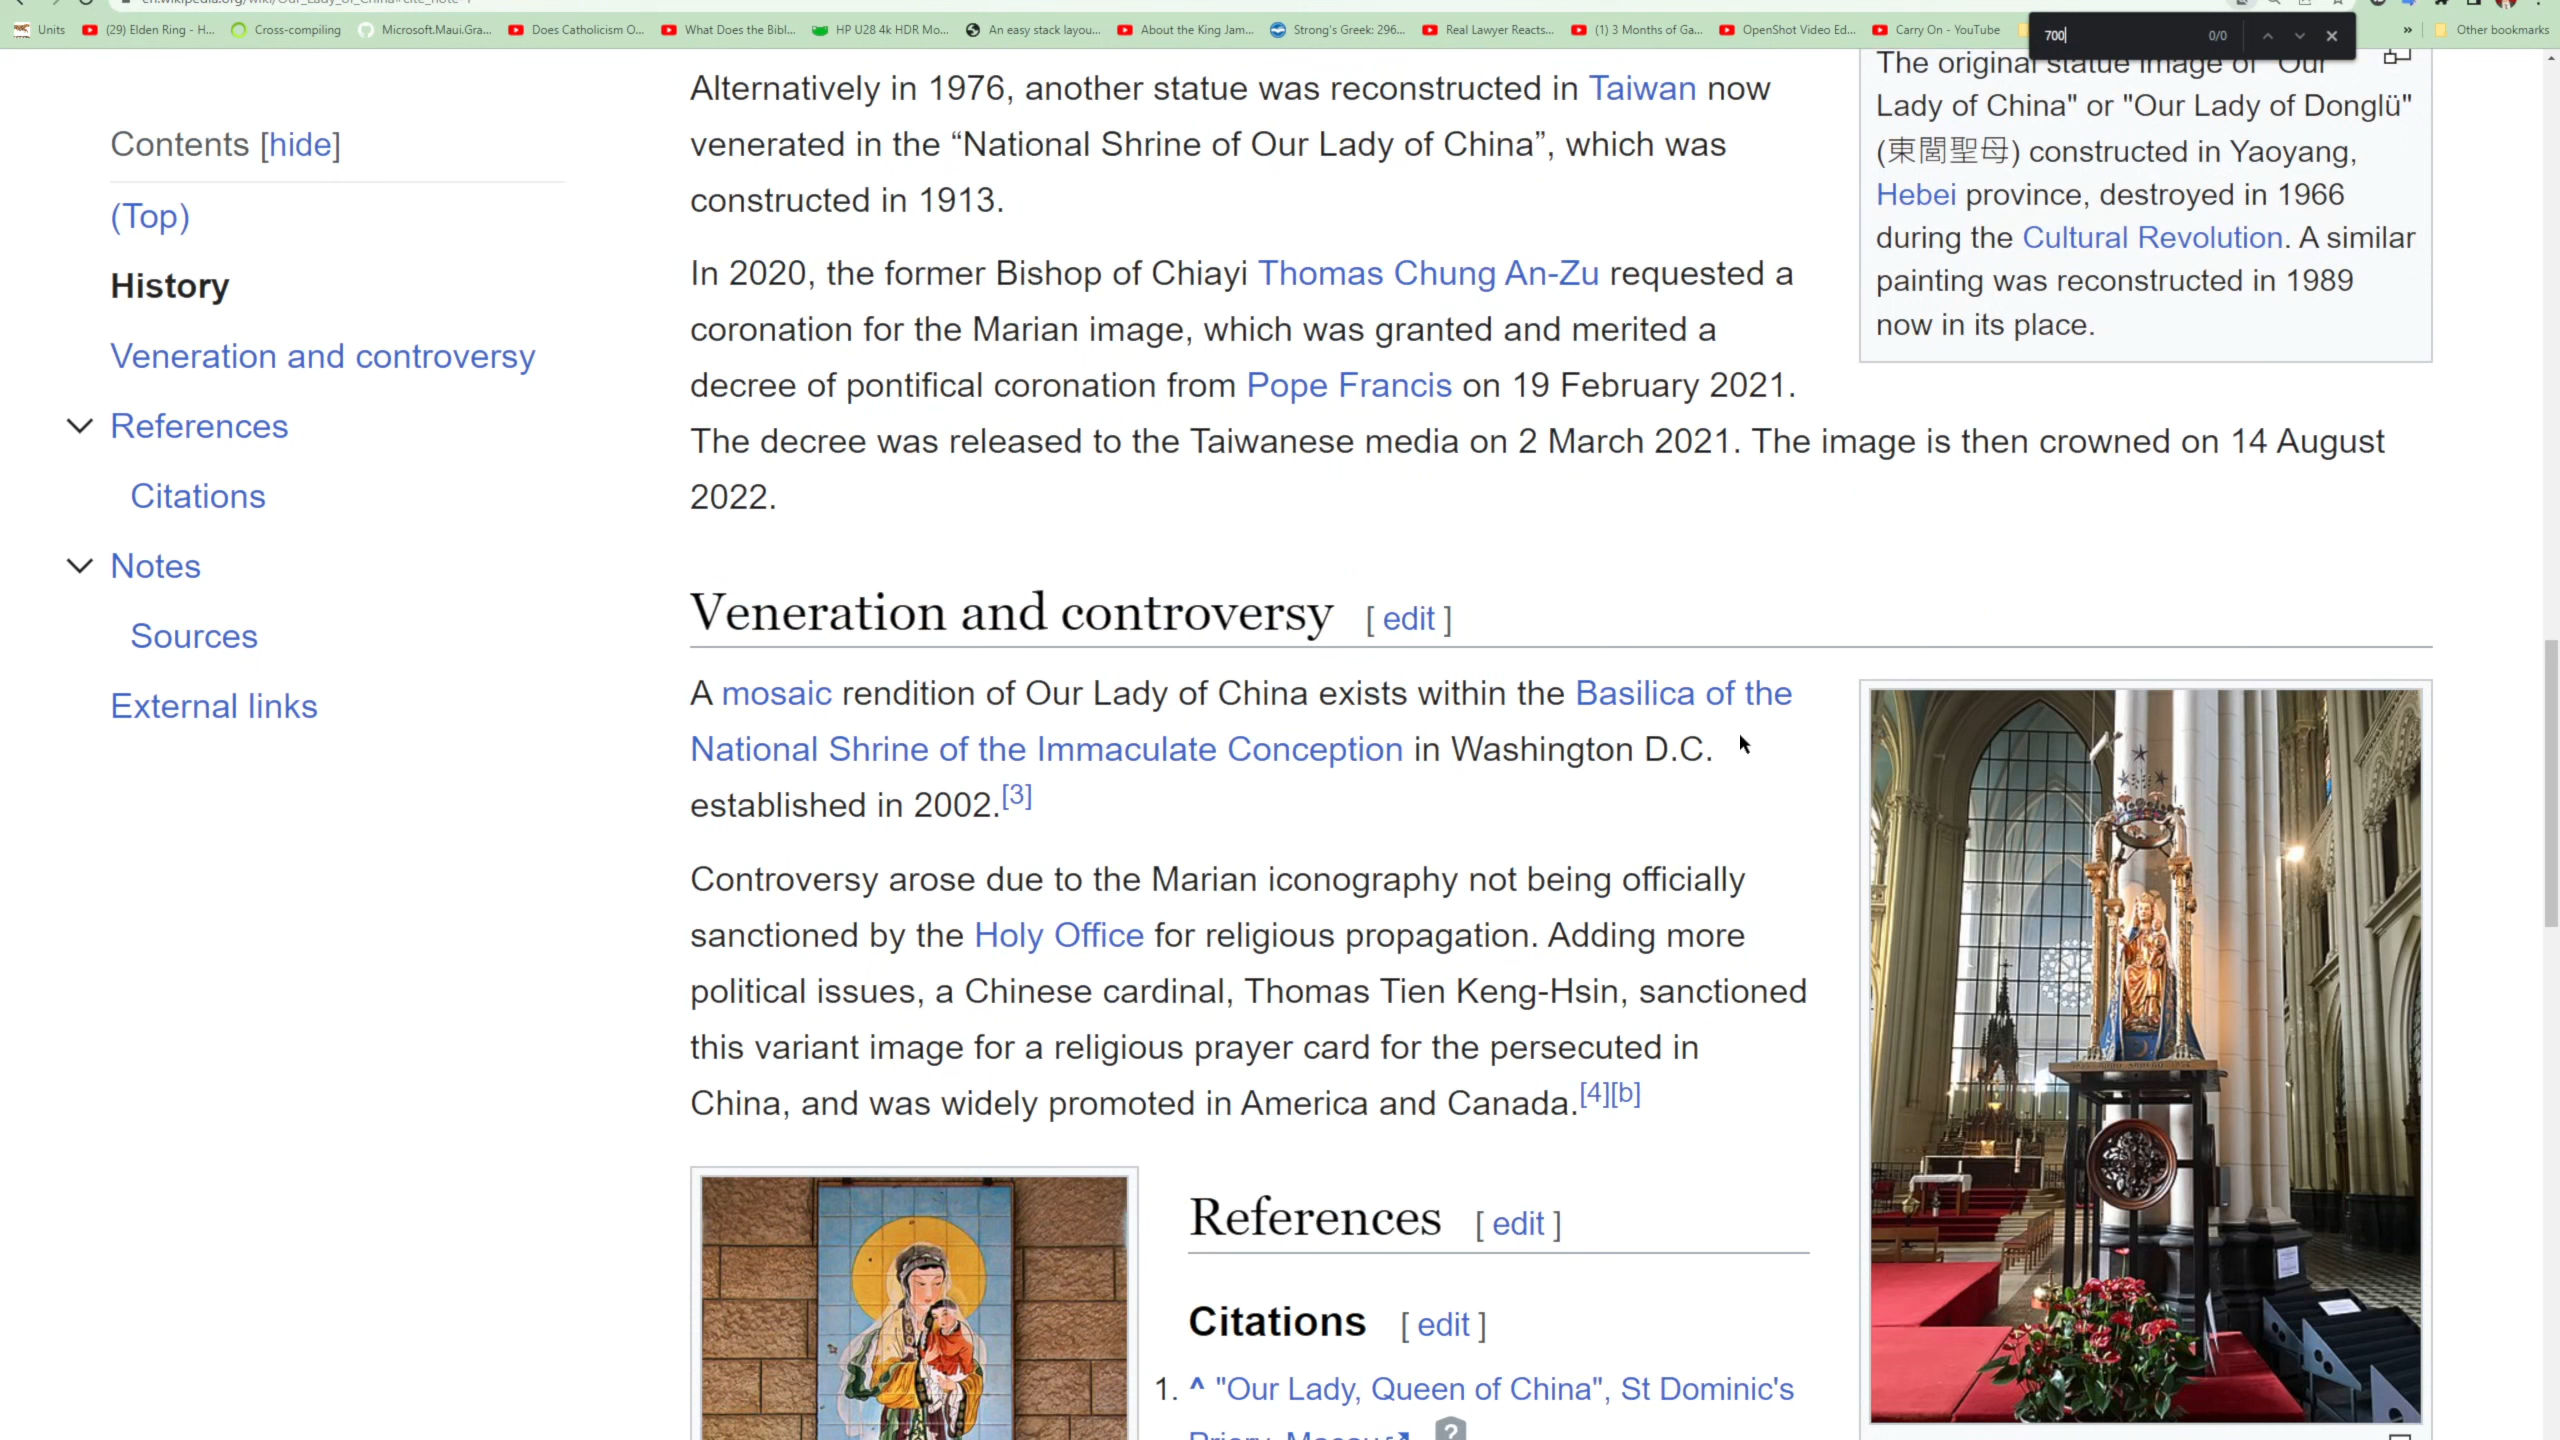 en.wikipedia.org/wiki/Our_Lady_of_China#cite_note-
Units
(29) Elden Ring - H...
Cross-compiling
Microsoft.Maui.Gra...
Does Catholicism O...
What Does the Bibl...
HP U28 4k HDR Mo...
An easy stack layou...
About the King Jam...
Strong's Greek: 296...
Real Lawyer Reacts...
(1) 3 Months of Ga...
OpenShot Video Ed...
Carry On - YouTube
»
Other bookmarks
700
0/0
Contents [hide]
(Top)
History
Veneration and controversy
References
Citations
Notes
Sources
External links
Alternatively in 1976, another statue was reconstructed in Taiwan now
venerated in the “National Shrine of Our Lady of China”, which was
constructed in 1913.
In 2020, the former Bishop of Chiayi Thomas Chung An-Zu requested a
coronation for the Marian image, which was granted and merited a
decree of pontifical coronation from Pope Francis on 19 February 2021.
The decree was released to the Taiwanese media on 2 March 2021. The image is then crowned on 14 August
2022.
The original statue image of "Our
Lady of China" or "Our Lady of Donglü"
(東閭聖母) constructed in Yaoyang,
Hebei province, destroyed in 1966
during the Cultural Revolution. A similar
painting was reconstructed in 1989
now in its place.
Veneration and controversy [ edit ]
A mosaic rendition of Our Lady of China exists within the Basilica of the
National Shrine of the Immaculate Conception in Washington D.C.
established in 2002.[3]
Controversy arose due to the Marian iconography not being officially
sanctioned by the Holy Office for religious propagation. Adding more
political issues, a Chinese cardinal, Thomas Tien Keng-Hsin, sanctioned
this variant image for a religious prayer card for the persecuted in
China, and was widely promoted in America and Canada.[4][b]
References [ edit ]
Citations [ edit ]
1. ^ "Our Lady, Queen of China", St Dominic's
Priory, Macau